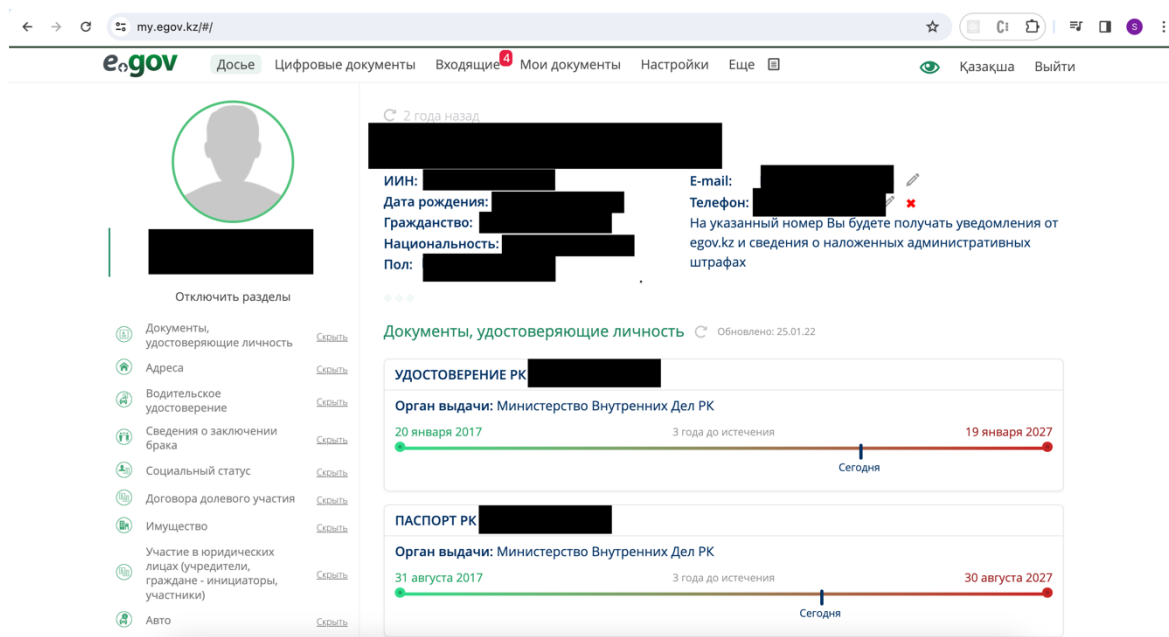 my.egov.kz/#/
S
egov
Досье
Цифровые документы
Входящие 4
Мои документы
Настройки
Еще
Қазақша
Выйти
Отключить разделы
Документы,
удостоверяющие личность
Скрыть
Адреса
Скрыть
Водительское
удостоверение
Скрыть
Сведения о заключении
брака
Скрыть
Социальный статус
Скрыть
Договора долевого участия
Скрыть
Имущество
Скрыть
Участие в юридических
лицах (учредители,
граждане - инициаторы,
участники)
Скрыть
Авто
Скрыть
2 года назад
ИИН:
Дата рождения:
Гражданство:
Национальность:
Пол:
E-mail:
Телефон:
На указанный номер Вы будете получать уведомления от
egov.kz и сведения о наложенных административных
штрафах
Документы, удостоверяющие личность
Обновлено: 25.01.22
УДОСТОВЕРЕНИЕ РК
Орган выдачи: Министерство Внутренних Дел РК
20 января 2017
3 года до истечения
19 января 2027
Сегодня
ПАСПОРТ РК
Орган выдачи: Министерство Внутренних Дел РК
31 августа 2017
3 года до истечения
30 августа 2027
Сегодня